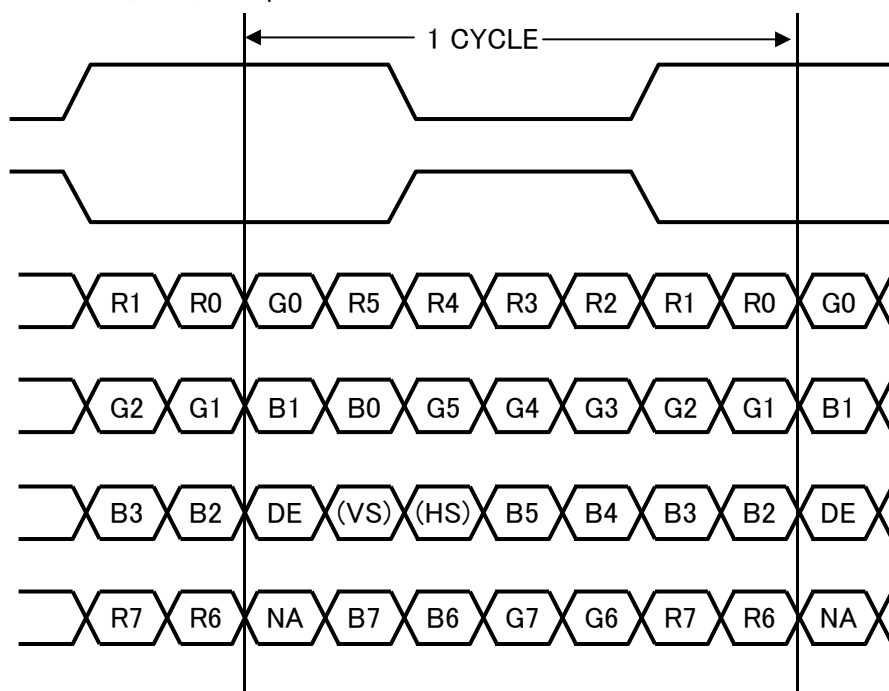 1 CYCLE
R1 R0 G0 R5 R4 R3 R2 R1 R0 G0
G2 G1 B1 B0 G5 G4 G3 G2 G1 B1
B3 B2 DE (VS) (HS) B5 B4 B3 B2 DE
R7 R6 NA B7 B6 G7 G6 R7 R6 NA